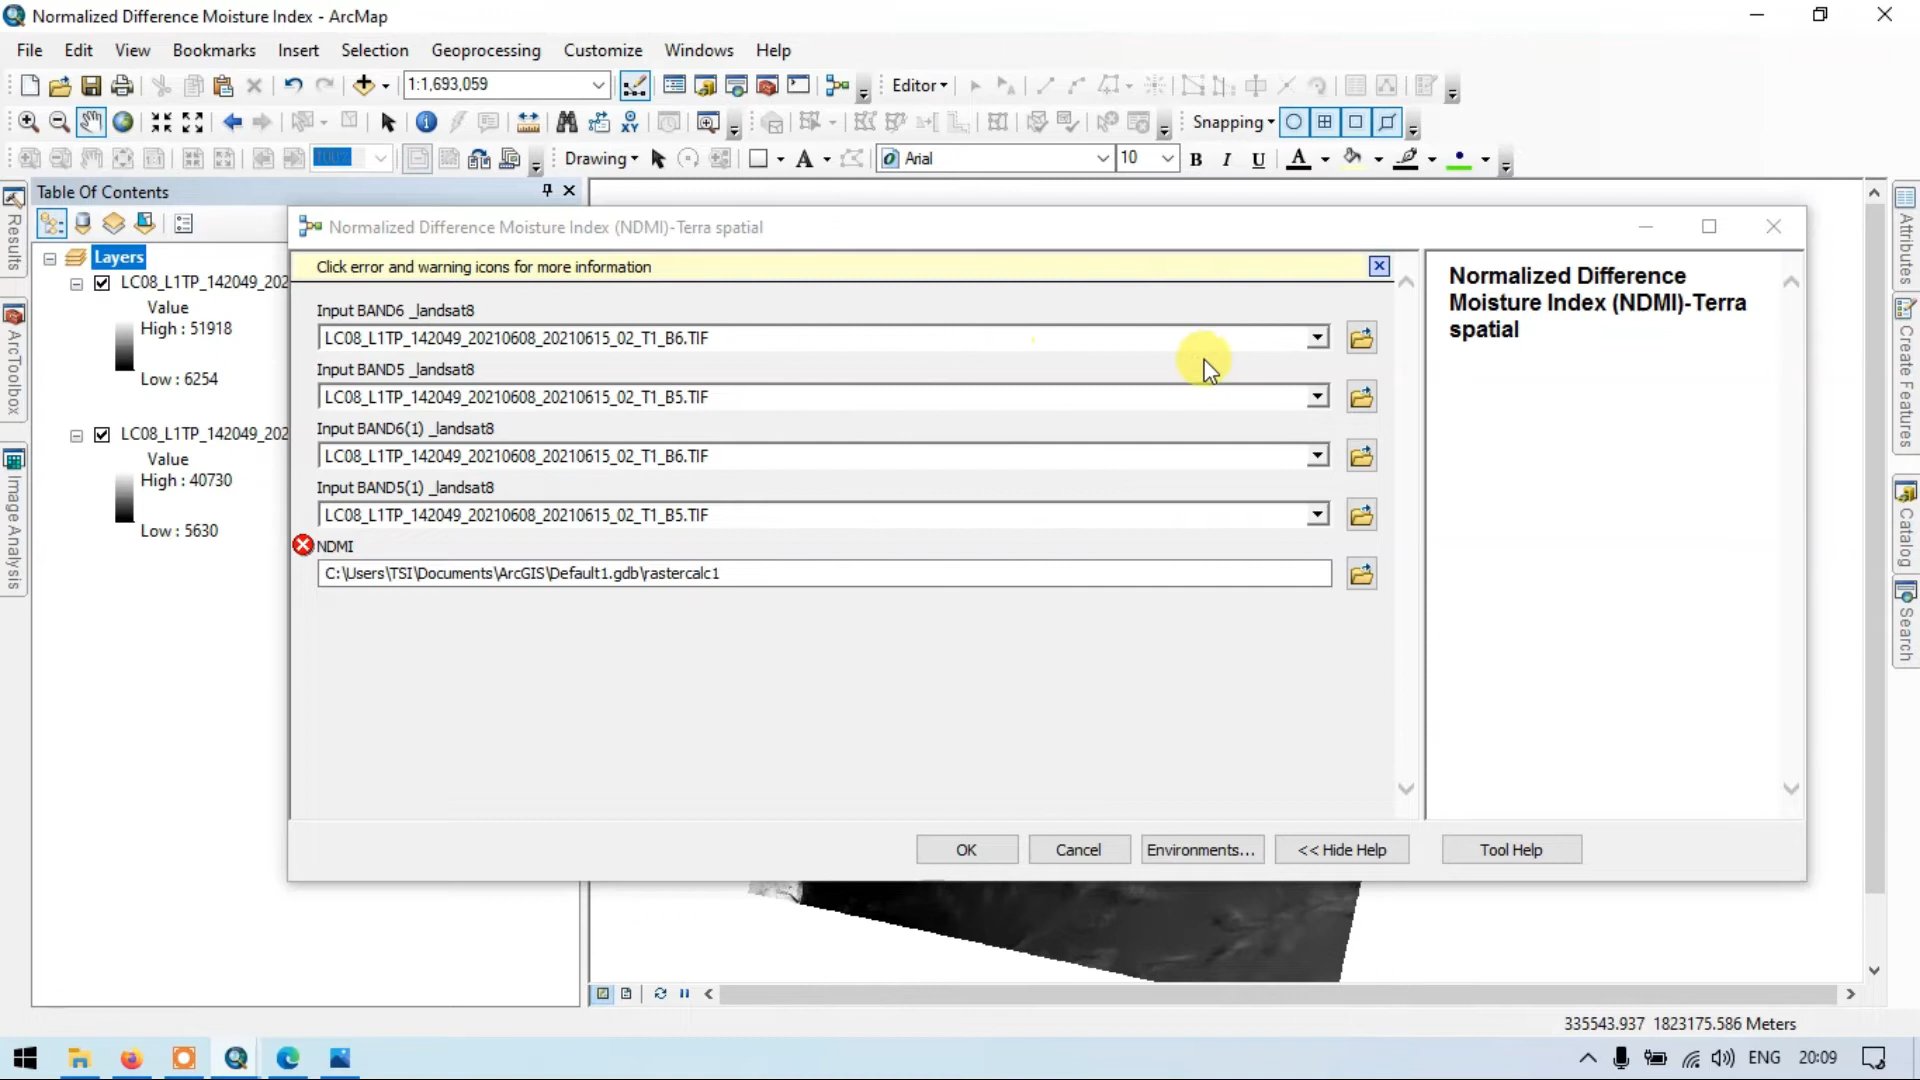 Normalized Difference Moisture Index - ArcMap
File Edit View Bookmarks Insert Selection Geoprocessing Customize Windows Help
1:1,693,059
Editor
Snapping
100%
Drawing
A
Arial
10
B I U A
Table Of Contents
Results
ArcToolbox
Image Analysis
Layers
LC08_L1TP_142049_202
Value
High : 51918
Low : 6254
LC08_L1TP_142049_202
Value
High : 40730
Low : 5630
Normalized Difference Moisture Index (NDMI)-Terra spatial
Click error and warning icons for more information
Input BAND6 _landsat8
LC08_L1TP_142049_20210608_20210615_02_T1_B6.TIF
Input BAND5 _landsat8
LC08_L1TP_142049_20210608_20210615_02_T1_B5.TIF
Input BAND6(1) _landsat8
LC08_L1TP_142049_20210608_20210615_02_T1_B6.TIF
Input BAND5(1) _landsat8
LC08_L1TP_142049_20210608_20210615_02_T1_B5.TIF
NDMI
C:\Users\TSI\Documents\ArcGIS\Default1.gdb\rastercalc1
OK
Cancel
Environments...
<< Hide Help
Tool Help
Normalized Difference
Moisture Index (NDMI)-Terra
spatial
Attributes
Create Features
Catalog
Search
335543.937 1823175.586 Meters
ENG 20:09